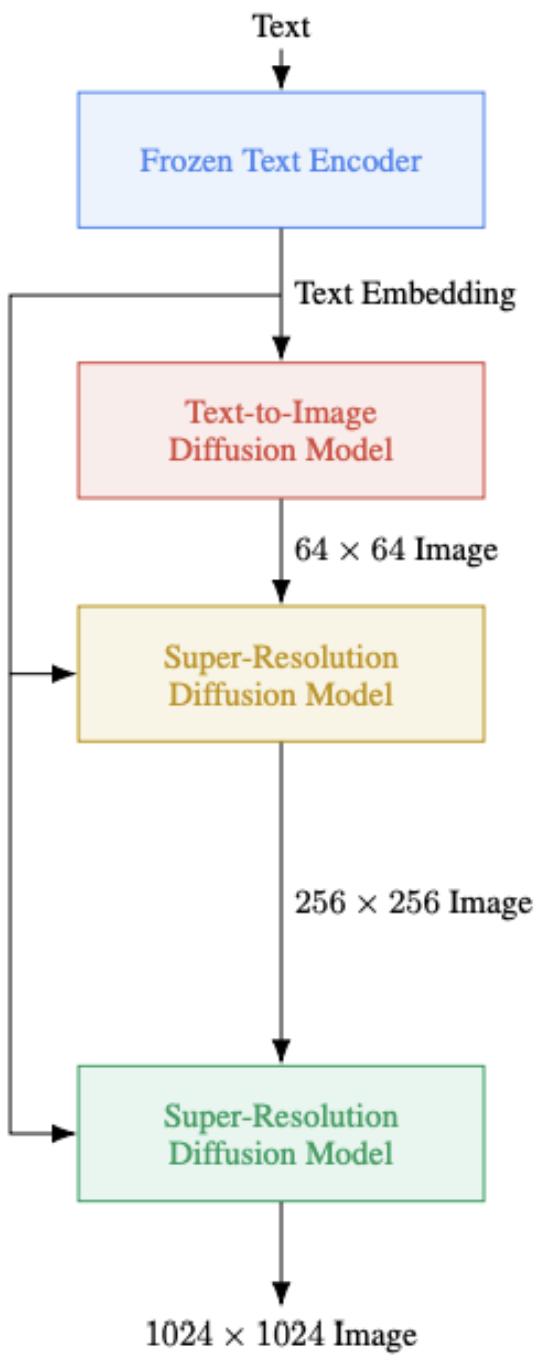 Text
Frozen Text Encoder
Text Embedding
Text-to-Image
Diffusion Model
64 × 64 Image
Super-Resolution
Diffusion Model
256 × 256 Image
Super-Resolution
Diffusion Model
1024 × 1024 Image